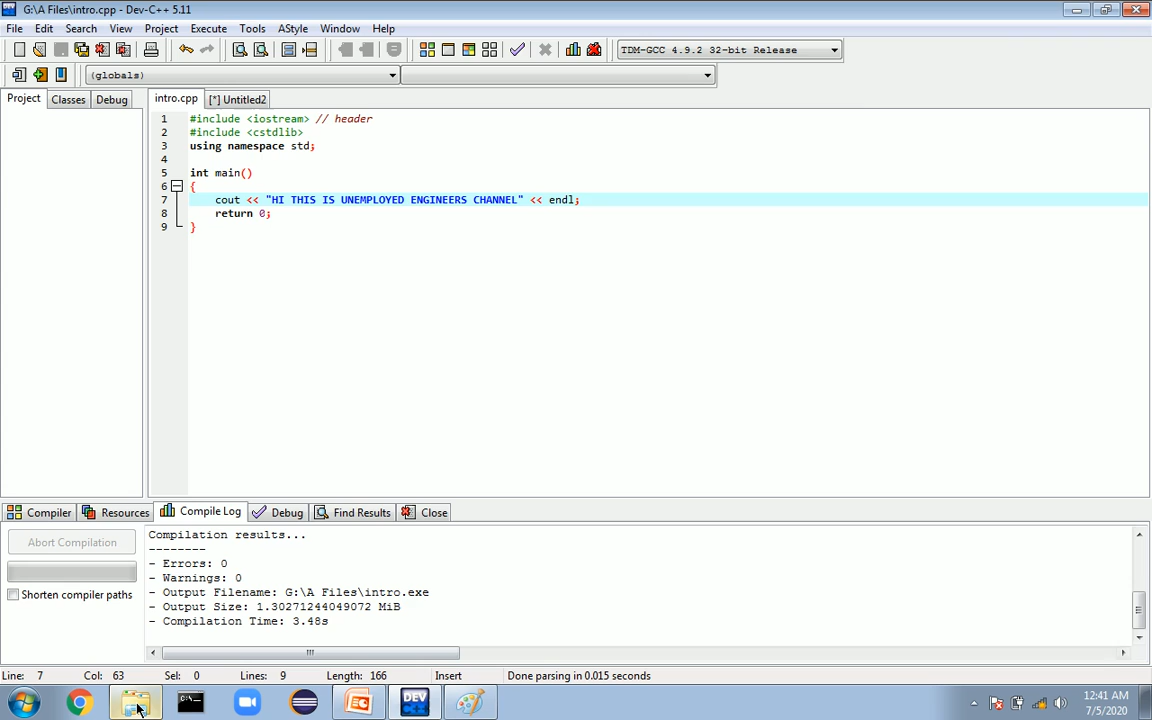 G:\A Files\intro.cpp - Dev-C++ 5.11
File Edit Search View Project Execute Tools AStyle Window Help
TDM-GCC 4.9.2 32-bit Release
(globals)
Project Classes Debug intro.cpp [*] Untitled2
1 #include <iostream> // header
2 #include <cstdlib>
3 using namespace std;
4
5 int main()
6 {
7 cout << "HI THIS IS UNEMPLOYED ENGINEERS CHANNEL" << endl;
8 return 0;
9 }
Compiler Resources Compile Log Debug Find Results Close
Abort Compilation
Shorten compiler paths
Compilation results...
--------
- Errors: 0
- Warnings: 0
- Output Filename: G:\A Files\intro.exe
- Output Size: 1.30271244049072 MiB
- Compilation Time: 3.48s
Line: 7 Col: 63 Sel: 0 Lines: 9 Length: 166 Insert Done parsing in 0.015 seconds
C:\.
DEV
C++
12:41 AM
7/5/2020